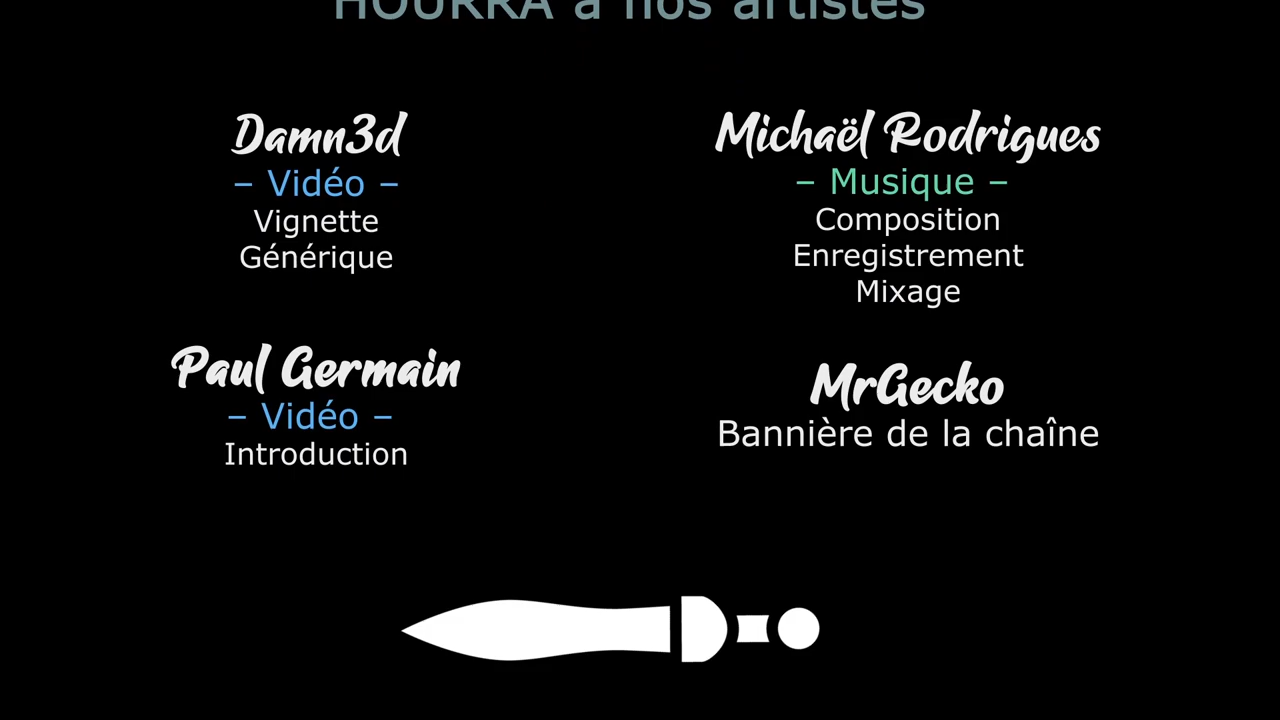 HOURRA à nos artistes
Damn3d
– Vidéo –
Vignette
Générique
Michaël Rodrigues
– Musique –
Composition
Enregistrement
Mixage
Paul Germain
– Vidéo –
Introduction
MrGecko
Bannière de la chaîne